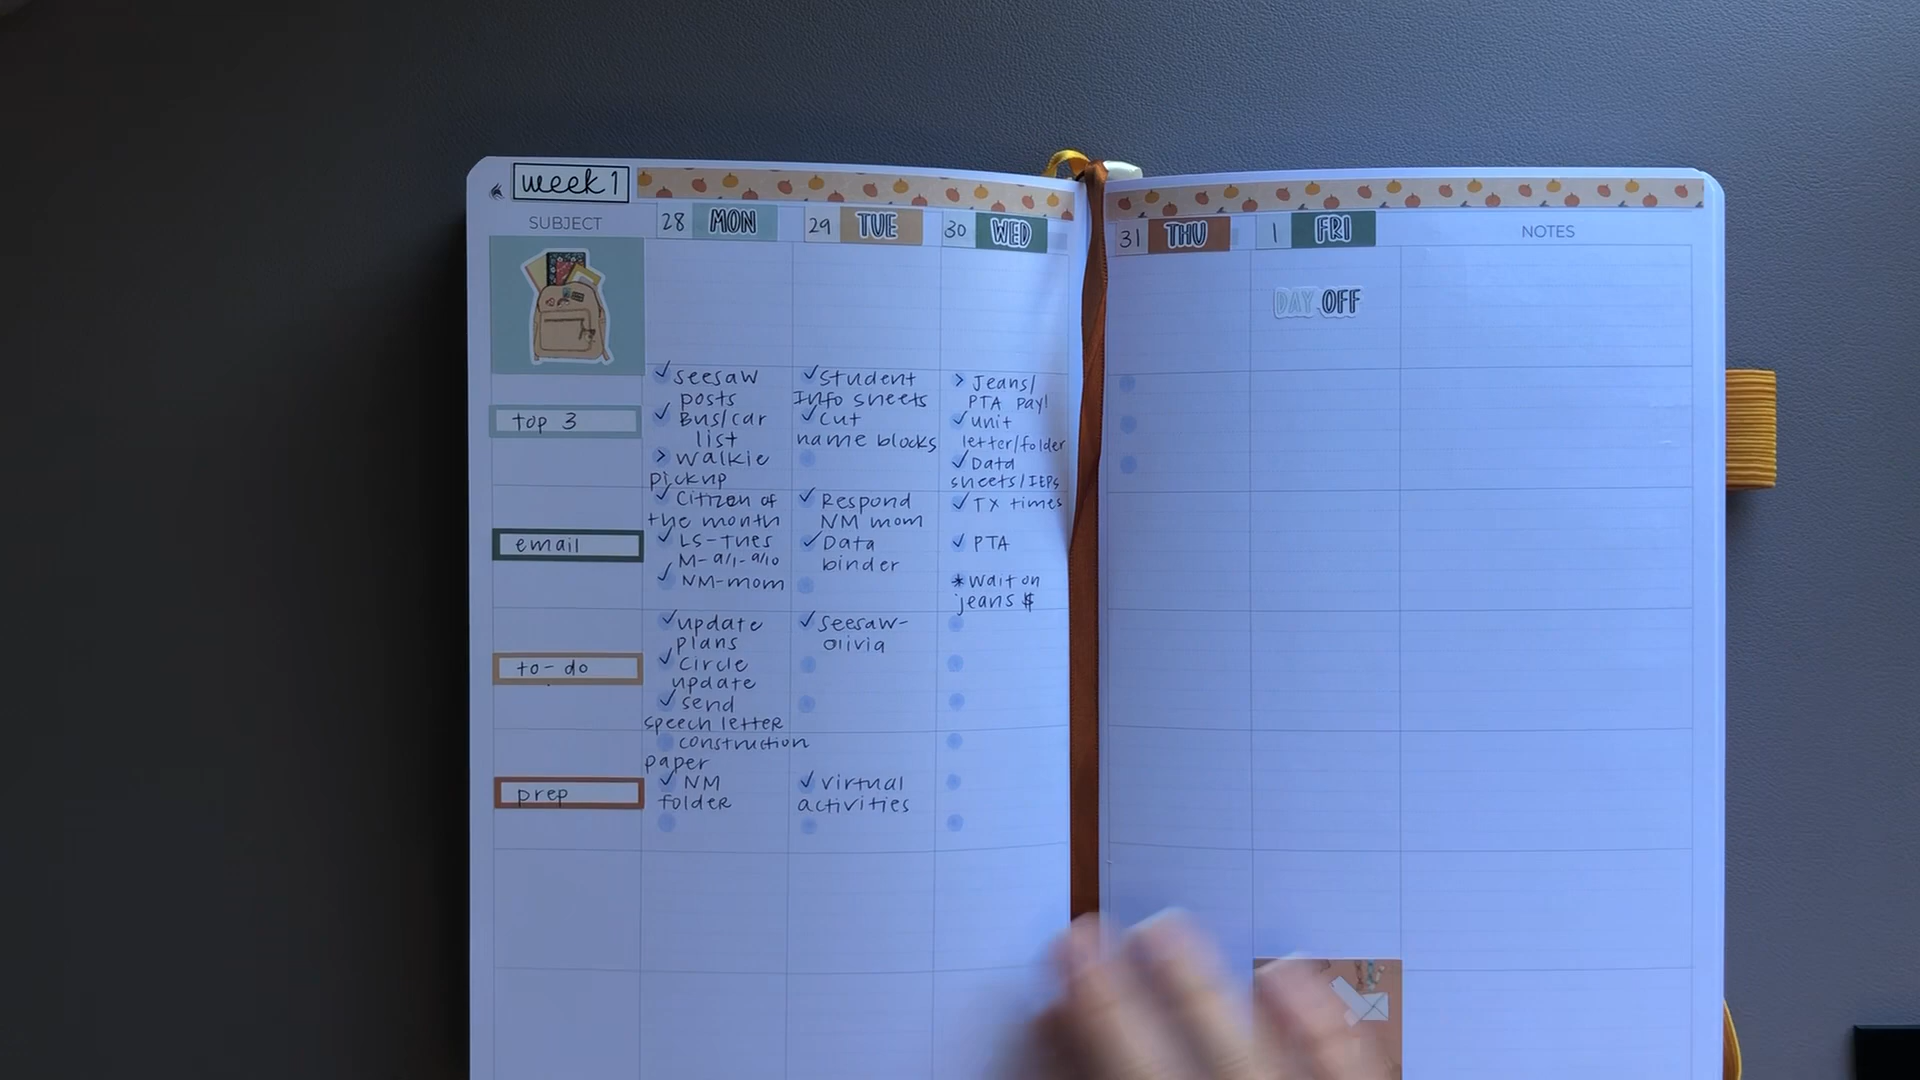 week 1
SUBJECT
28 MON
29 TUE
30 WED
31 THU
1 FRI
NOTES
DAY OFF
top 3
✓ seesaw
posts
✓ Bus/car
list
> walkie
pickup
✓ Student
Info sheets
✓ cut
name blocks
> Jeans/
PTA pay!
✓ unit
letter/folder
✓ Data
sheets/IEPs
email
✓ Citizen of
the month
✓ LS-Tues
M-9/1-9/10
✓ NM-mom
✓ Respond
NM mom
✓ Data
binder
✓ TX times
✓ PTA
* wait on
jeans $
to-do
✓ update
plans
✓ Circle
update
✓ send
speech letter
✓ Seesaw-
Olivia
prep
construction
paper
✓ NM
folder
✓ virtual
activities